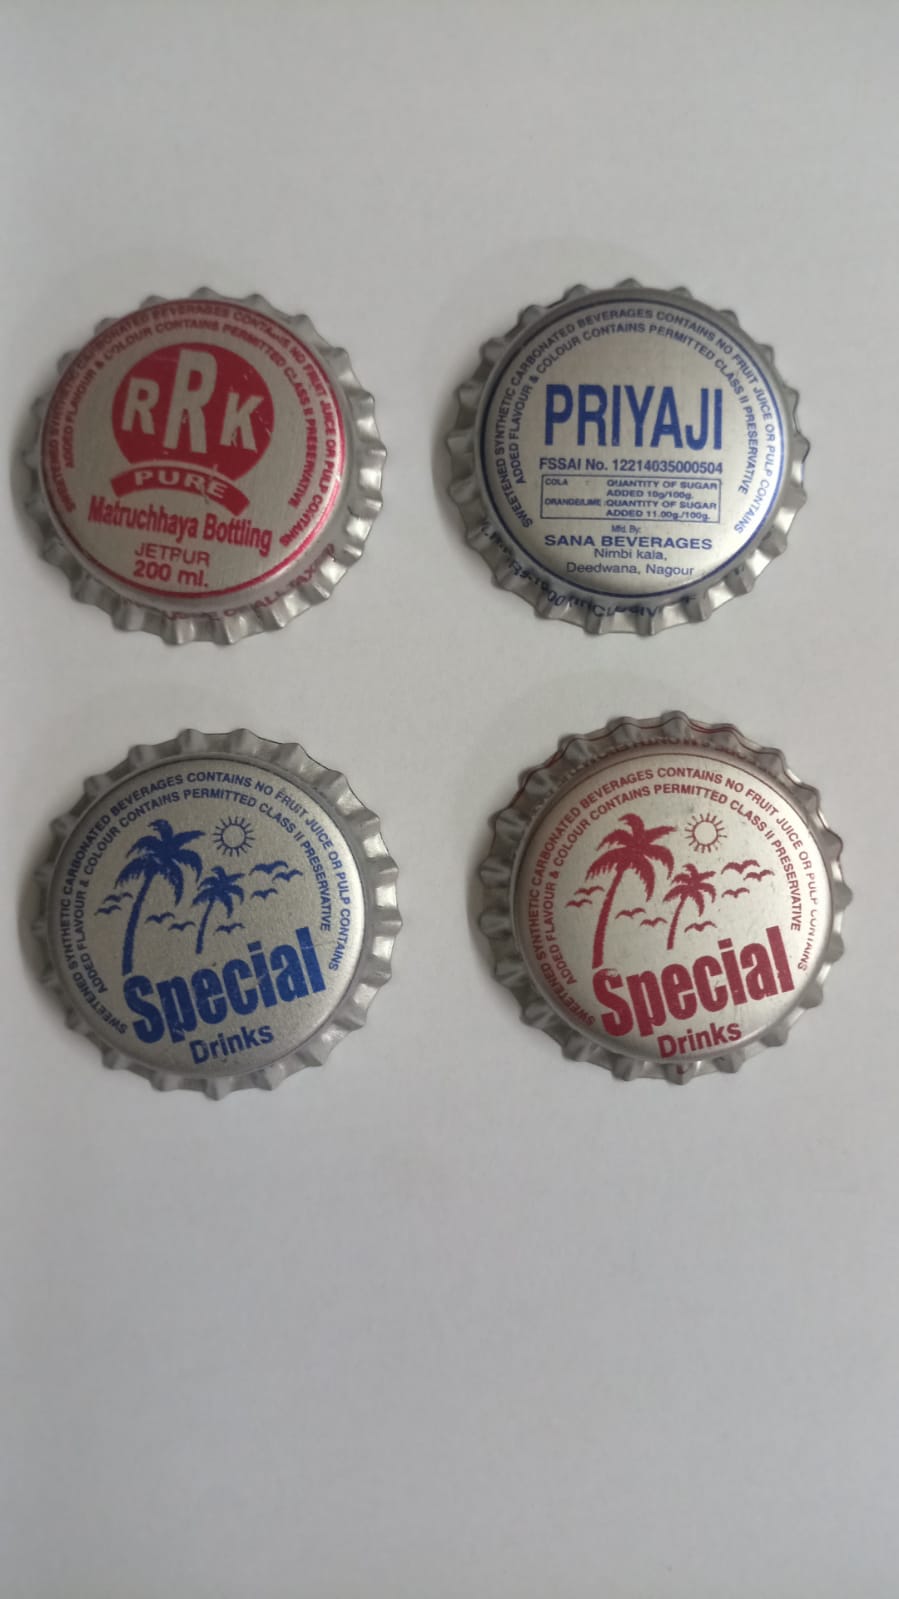 SWEETENED SYNTHETIC CARBONATED BEVERAGES CONTAINS NO FRUIT JUICE OR PULP CONTAINS
ADDED FLAVOUR & COLOUR CONTAINS PERMITTED CLASS II PRESERVATIVE
RRK
PURE
Matruchhaya Bottling
JETPUR
200 ml.
OF ALL TAXES
SWEETENED SYNTHETIC CARBONATED BEVERAGES CONTAINS NO FRUIT JUICE OR PULP CONTAINS
ADDED FLAVOUR & COLOUR CONTAINS PERMITTED CLASS II PRESERVATIVE
PRIYAJI
FSSAI No. 12214035000504
COLA QUANTITY OF SUGAR
ADDED 10g/100g.
ORANGE/LIME : QUANTITY OF SUGAR
ADDED 11.00g./100g.
Mfd. By:
SANA BEVERAGES
Nimbi kala,
Deedwana, Nagour
SWEETENED SYNTHETIC CARBONATED BEVERAGES CONTAINS NO FRUIT JUICE OR PULP CONTAINS
ADDED FLAVOUR & COLOUR CONTAINS PERMITTED CLASS II PRESERVATIVE
Special
Drinks
SWEETENED SYNTHETIC CARBONATED BEVERAGES CONTAINS NO FRUIT JUICE OR PULP CONTAINS
ADDED FLAVOUR & COLOUR CONTAINS PERMITTED CLASS II PRESERVATIVE
Special
Drinks